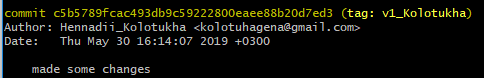 commit c5b5789fcac493db9c59222800eaee88b20d7ed3 (tag: v1_Kolotukha)
Author: Hennadii_Kolotukha <kolotuhagena@gmail.com>
Date:   Thu May 30 16:14:07 2019 +0300
made some changes